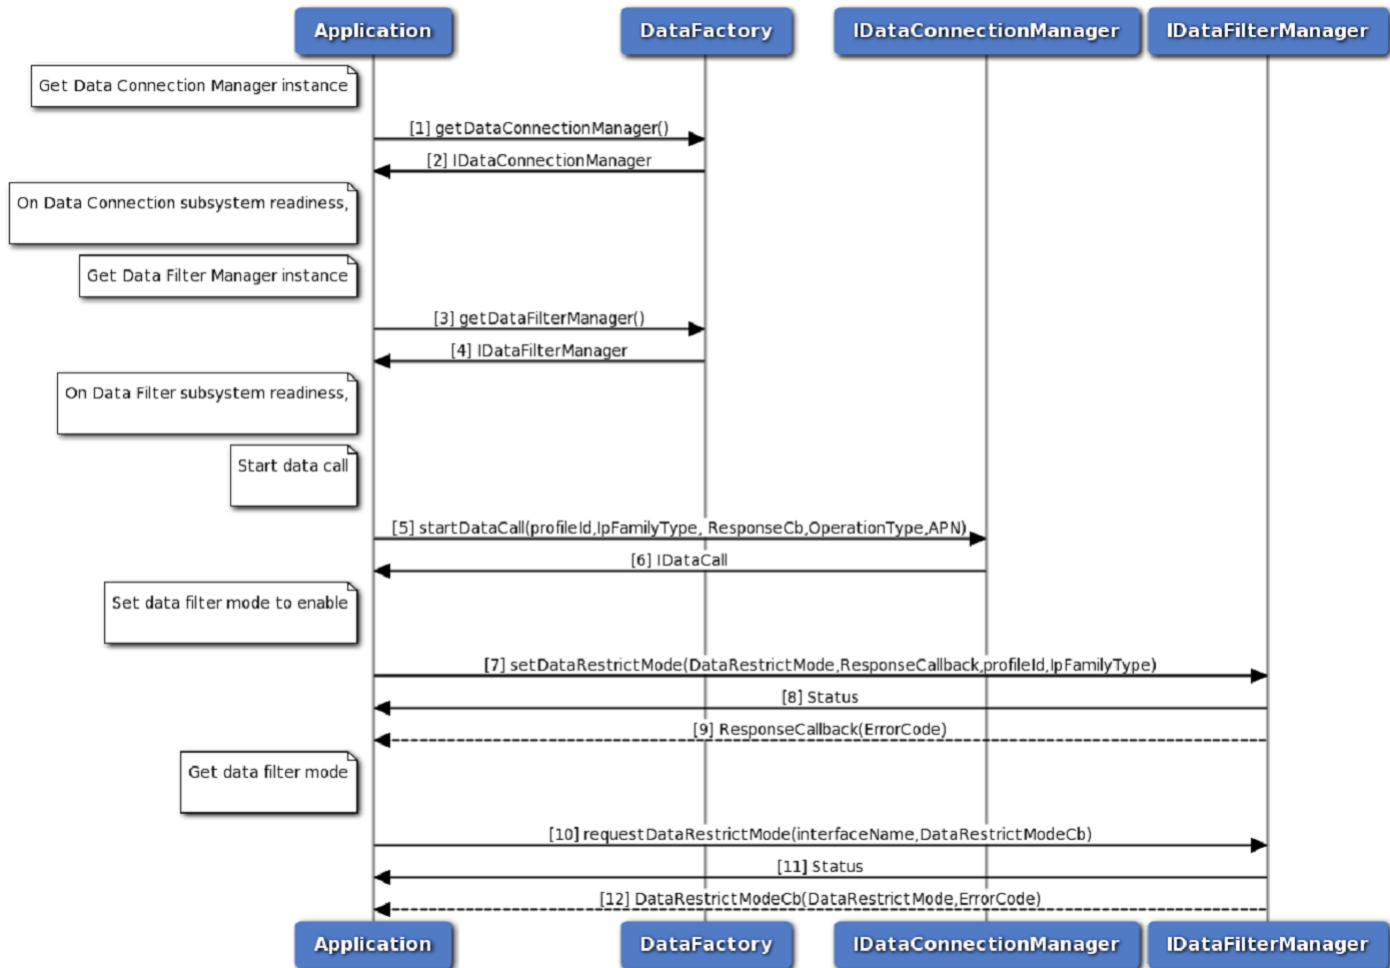 Application DataFactory IDataConnectionManager IDataFilterManager
Get Data Connection Manager instance
[1] getDataConnectionManager()
[2] IDataConnectionManager
On Data Connection subsystem readiness,
Get Data Filter Manager instance
[3] getDataFilterManager()
[4] IDataFilterManager
On Data Filter subsystem readiness,
Start data call
[5] startDataCall(profileId,IpFamilyType, ResponseCb,OperationType,APN)
[6] IDataCall
Set data filter mode to enable
[7] setDataRestrictMode(DataRestrictMode,ResponseCallback,profileId,IpFamilyType)
[8] Status
[9] ResponseCallback(ErrorCode)
Get data filter mode
[10] requestDataRestrictMode(interfaceName,DataRestrictModeCb)
[11] Status
[12] DataRestrictModeCb(DataRestrictMode,ErrorCode)
Application DataFactory IDataConnectionManager IDataFilterManager